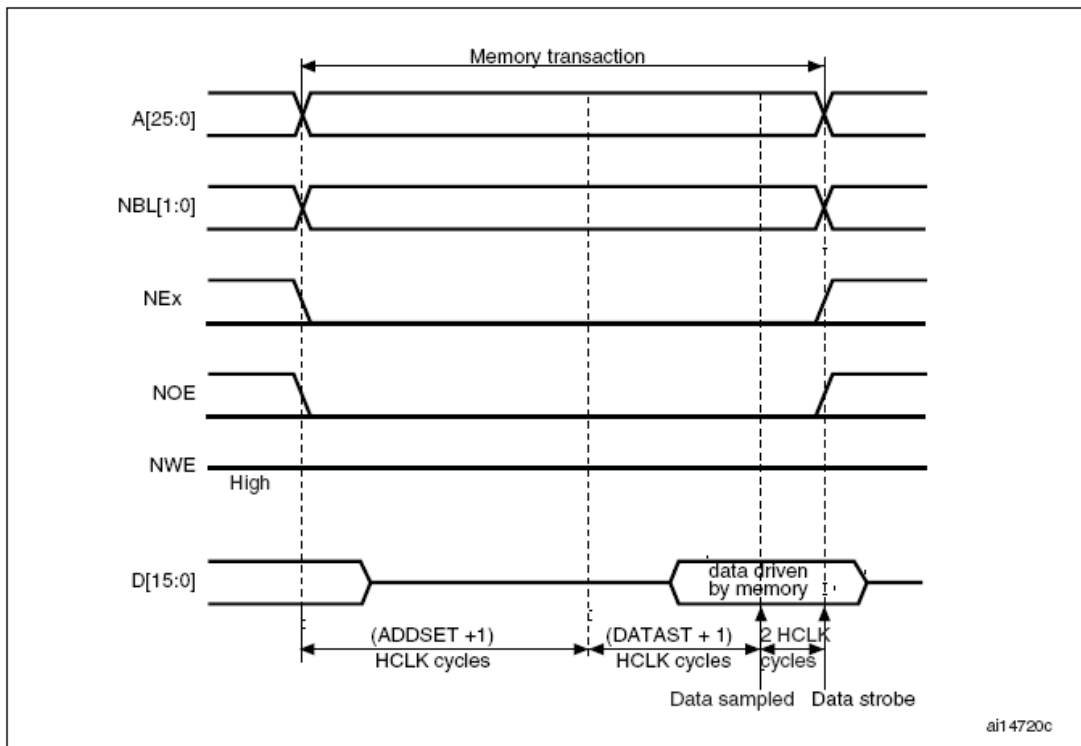 Memory transaction
A[25:0]
NBL[1:0]
NEx
NOE
NWE
High
D[15:0]
data driven
by memory
(ADDSET +1)
HCLK cycles
(DATAST + 1)
HCLK cycles
2 HCLK
cycles
Data sampled
Data strobe
ai14720c